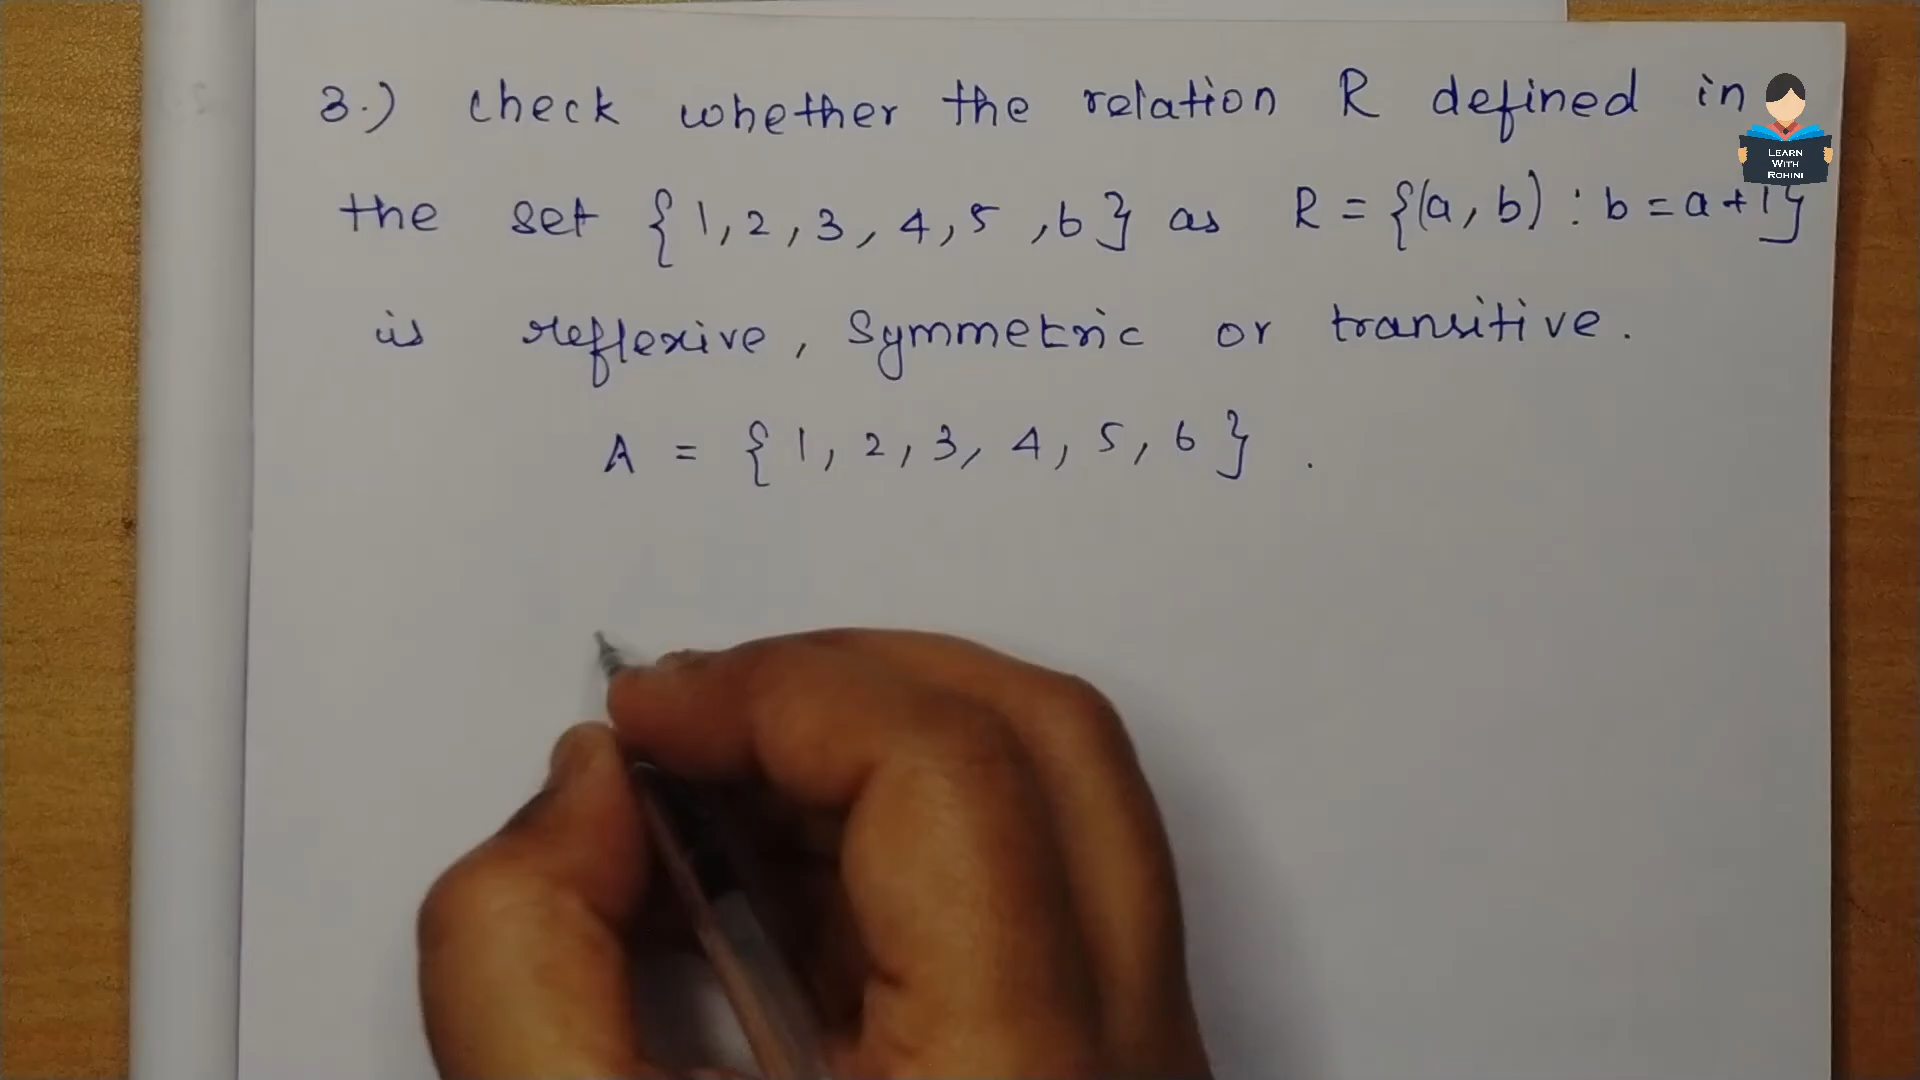 3.) check whether the relation R defined in
the set {1,2,3,4,5,6} as R = {(a,b) : b = a+1}
is reflexive, Symmetric or transitive.
A = {1, 2, 3, 4, 5, 6}.
LEARN
WITH
ROHINI